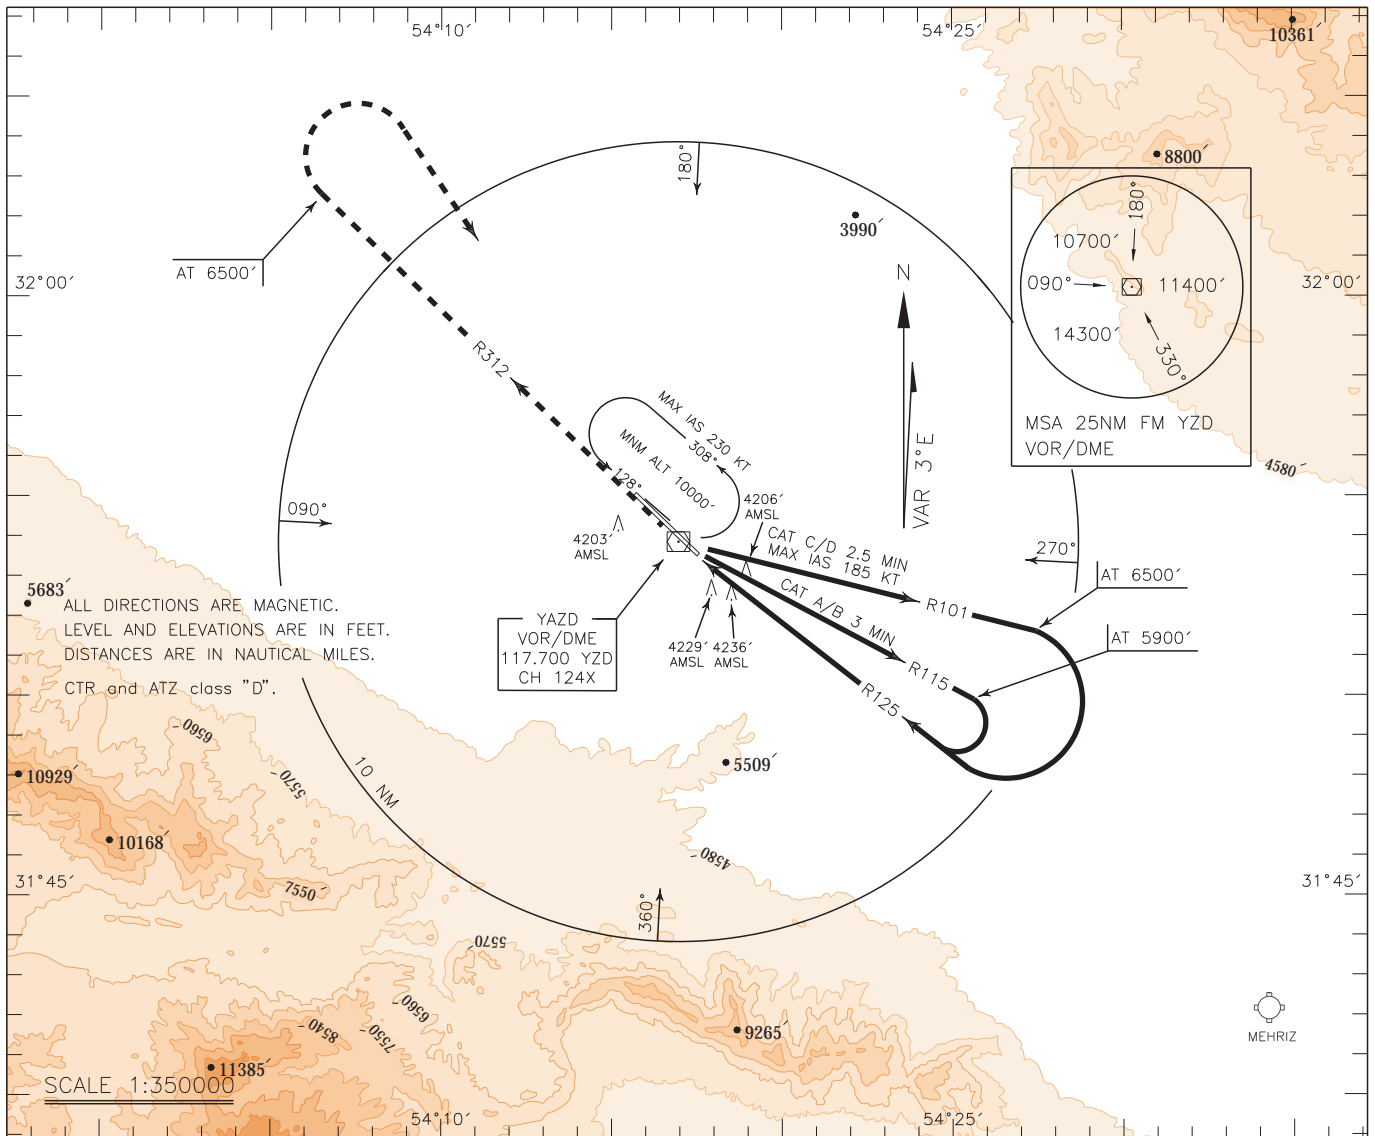 54°10′
54°25′
10361′
8800′
180°
3990′
180°
10700′
090°
11400′
14300′
330°
MSA 25NM FM YZD
VOR/DME
AT 6500′
32°00′
32°00′
N
VAR 3°E
R312
MAX IAS 230 KT
308°
MNM ALT 10000′
128°
4580′
4206′
AMSL
4203′
AMSL
090°
CAT C/D 2.5 MIN
MAX IAS 185 KT
270°
AT 6500′
R101
CAT A/B 3 MIN
AT 5900′
R115
R125
5683′
ALL DIRECTIONS ARE MAGNETIC.
LEVEL AND ELEVATIONS ARE IN FEET.
DISTANCES ARE IN NAUTICAL MILES.
CTR and ATZ class "D".
YAZD
VOR/DME
117.700 YZD
CH 124X
4229′
AMSL
4236′
AMSL
6560′
5570′
10929′
10 NM
5509′
10168′
4580′
7550′
31°45′
31°45′
360°
5570′
6560′
8540′
7550′
9265′
11385′
MEHRIZ
SCALE 1:350000
54°10′
54°25′